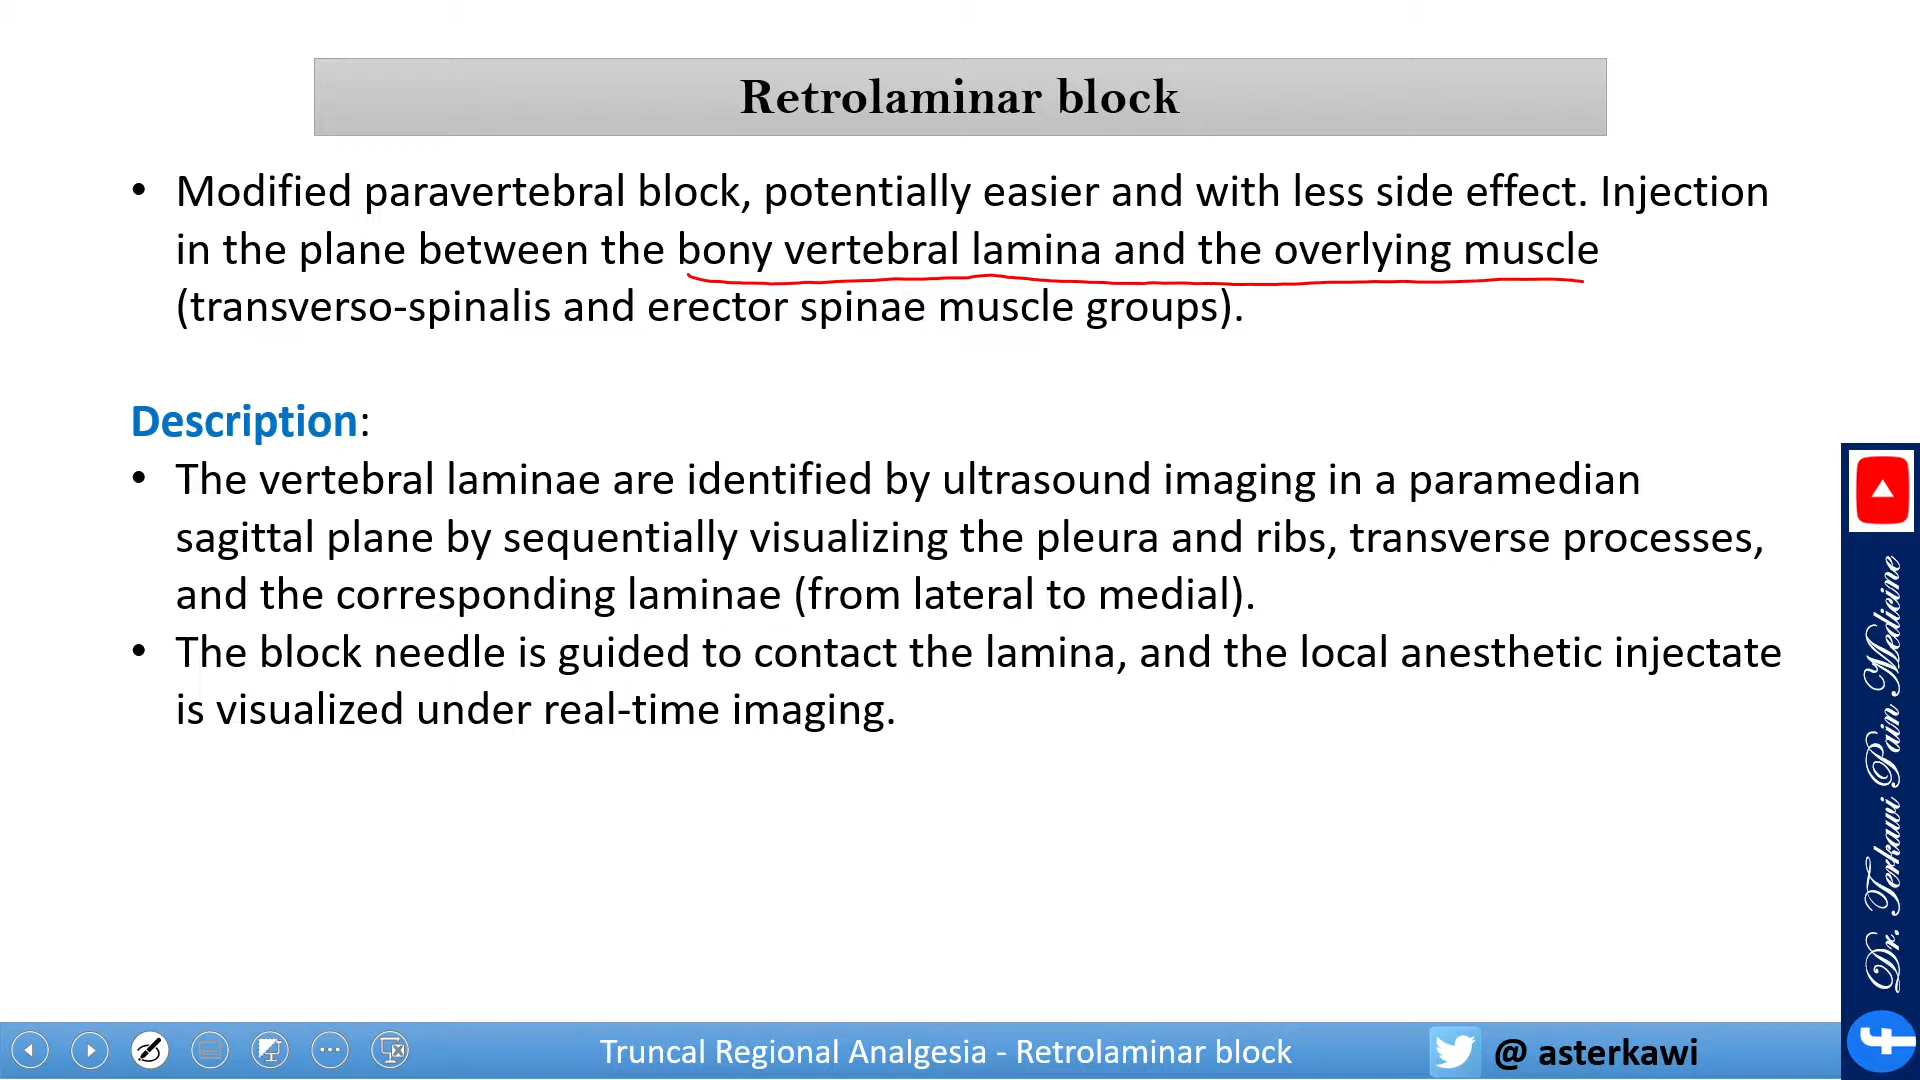 Retrolaminar block
• Modified paravertebral block, potentially easier and with less side effect. Injection
in the plane between the bony vertebral lamina and the overlying muscle
(transverso-spinalis and erector spinae muscle groups).
Description:
• The vertebral laminae are identified by ultrasound imaging in a paramedian
sagittal plane by sequentially visualizing the pleura and ribs, transverse processes,
and the corresponding laminae (from lateral to medial).
• The block needle is guided to contact the lamina, and the local anesthetic injectate
is visualized under real-time imaging.
Dr. Terkawi Pain Medicine
Truncal Regional Analgesia - Retrolaminar block
@ asterkawi